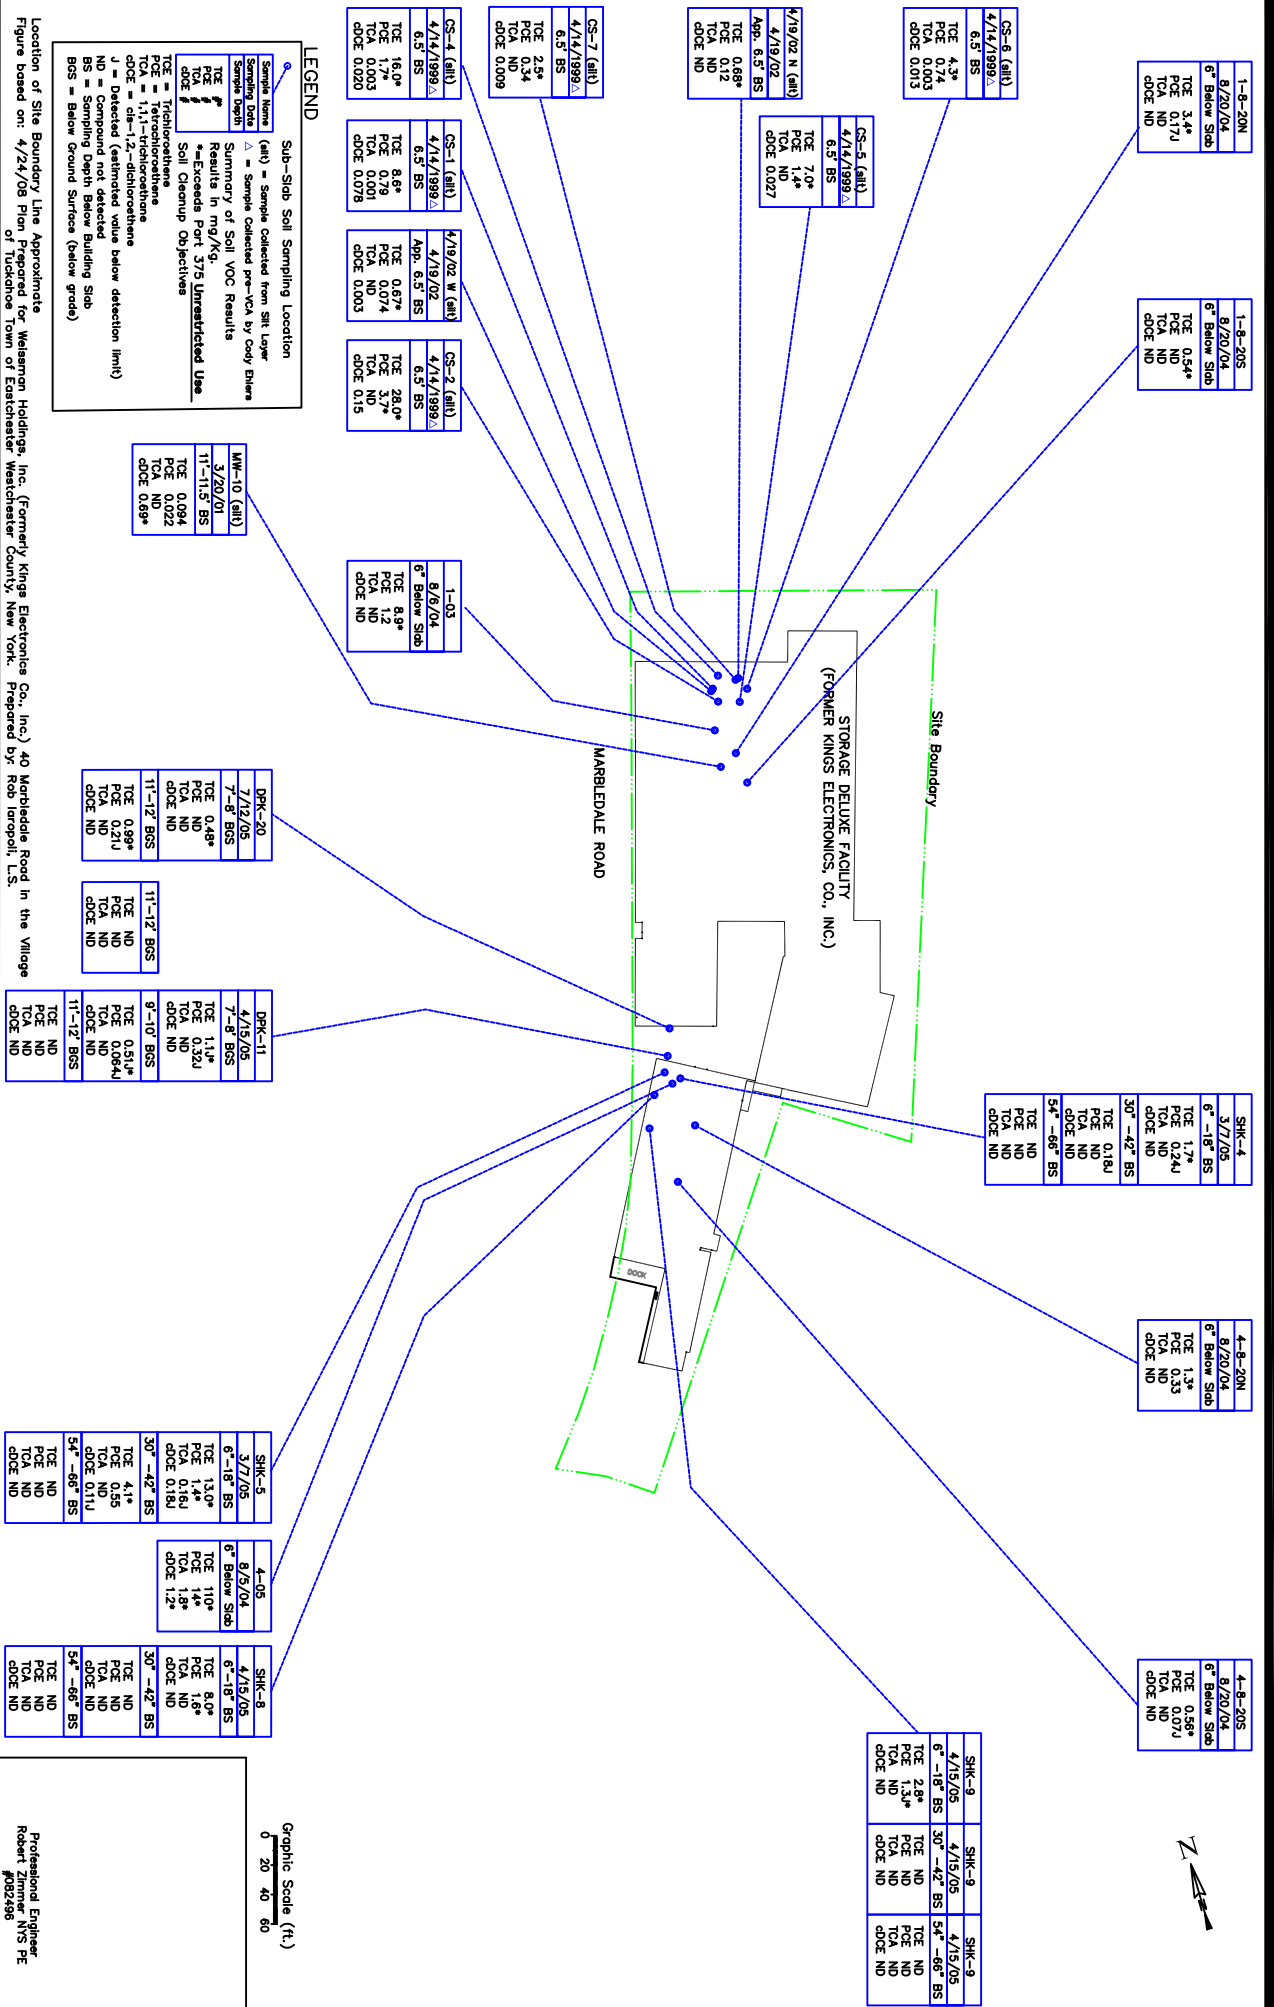 1-8-20N
8/20/04
6" Below Slab
TCE 3.4*
PCE 0.17J
TCA ND
cDCE ND
1-8-20S
8/20/04
6" Below Slab
TCE 0.54*
PCE ND
TCA ND
cDCE ND
SHK-4
3/7/05
6" -18" BS
TCE 1.7*
PCE 0.24J
TCA ND
cDCE ND
30" -42" BS
TCE 0.18J
PCE ND
TCA ND
cDCE ND
54" -66" BS
TCE ND
PCE ND
TCA ND
cDCE ND
4-8-20N
8/20/04
6" Below Slab
TCE 1.3*
PCE 0.33
TCA ND
cDCE ND
4-8-20S
8/20/04
6" Below Slab
TCE 0.56*
PCE 0.07J
TCA ND
cDCE ND
CS-6 (silt)
4/14/1999△
6.5' BS
TCE 4.3*
PCE 0.74
TCA 0.003
cDCE 0.013
CS-5 (silt)
4/14/1999△
6.5' BS
TCE 7.0*
PCE 1.4*
TCA ND
cDCE 0.027
4/19/02 N (silt)
4/19/02
App. 6.5' BS
TCE 0.68*
PCE 0.12
TCA ND
cDCE ND
CS-7 (silt)
4/14/1999△
6.5' BS
TCE 2.5*
PCE 0.34
TCA ND
cDCE 0.009
SHK-9
4/15/05
6" -18" BS
TCE 2.8*
PCE 1.3J*
TCA ND
cDCE ND
SHK-9
4/15/05
30" -42" BS
TCE ND
PCE ND
TCA ND
cDCE ND
SHK-9
4/15/05
54" -66" BS
TCE ND
PCE ND
TCA ND
cDCE ND
N
Site Boundary
STORAGE DELUXE FACILITY
(FORMER KINGS ELECTRONICS, CO., INC.)
DOCK
MARBLEDALE ROAD
CS-4 (silt)
4/14/1999△
6.5' BS
TCE 16.0*
PCE 1.7*
TCA 0.003
cDCE 0.020
CS-1 (silt)
4/14/1999△
6.5' BS
TCE 8.6*
PCE 0.79
TCA 0.001
cDCE 0.078
4/19/02 W (silt)
4/19/02
App. 6.5' BS
TCE 0.67*
PCE 0.074
TCA ND
cDCE 0.003
CS-2 (silt)
4/14/1999△
6.5' BS
TCE 28.0*
PCE 3.7*
TCA ND
cDCE 0.15
1-03
8/6/04
6" Below Slab
TCE 8.9*
PCE 1.2
TCA ND
cDCE ND
MW-10 (silt)
3/20/01
11'-11.5' BS
TCE 0.094
PCE 0.022
TCA ND
cDCE 0.69*
DPK-20
7/12/05
7'-8' BGS
TCE 0.48*
PCE ND
TCA ND
cDCE ND
11'-12' BGS
TCE 0.99*
PCE 0.21J
TCA ND
cDCE ND
11'-12' BGS
TCE ND
PCE ND
TCA ND
cDCE ND
DPK-11
4/15/05
7'-8' BGS
TCE 1.1J*
PCE 0.32J
TCA ND
cDCE ND
9'-10' BGS
TCE 0.51J*
PCE 0.064J
TCA ND
cDCE ND
11'-12' BGS
TCE ND
PCE ND
TCA ND
cDCE ND
SHK-5
3/7/05
6"-18" BS
TCE 13.0*
PCE 1.4*
TCA 0.16J
cDCE 0.18J
30" -42" BS
TCE 4.1*
PCE 0.55
TCA ND
cDCE 0.11J
54" -66" BS
TCE ND
PCE ND
TCA ND
cDCE ND
4-05
8/5/04
6" Below Slab
TCE 110*
PCE 14*
TCA 1.8*
cDCE 1.2*
SHK-8
4/15/05
6"-18" BS
TCE 8.0*
PCE 1.6*
TCA ND
cDCE ND
30" -42" BS
TCE ND
PCE ND
TCA ND
cDCE ND
54" -66" BS
TCE ND
PCE ND
TCA ND
cDCE ND
LEGEND
Sub-Slab Soil Sampling Location
Sample Name
Sampling Date
Sample Depth
TCE #*
PCE #
TCA #
cDCE #
(silt) = Sample Collected from Silt Layer
△ = Sample Collected pre-VCA by Cody Ehlers
Summary of Soil VOC Results
Results in mg/Kg.
*=Exceeds Part 375 Unrestricted Use
Soil Cleanup Objectives
TCE = Trichloroethene
PCE = Tetrachloroethene
TCA = 1,1,1-trichloroethane
cDCE = cis-1,2,-dichloroethene
J = Detected (estimated value below detection limit)
ND = Compound not detected
BS = Sampling Depth Below Building Slab
BGS = Below Ground Surface (below grade)
Location of Site Boundary Line Approximate
Figure based on: 4/24/08 Plan Prepared for Weissman Holdings, Inc. (Formerly Kings Electronics Co., Inc.) 40 Marbledale Road in the Village
of Tuckahoe Town of Eastchester Westchester County, New York. Prepared by: Rob Iaropoli, L.S.
Graphic Scale (ft.)
0 20 40 60
Professional Engineer
Robert Zimmer NYS PE
#082496